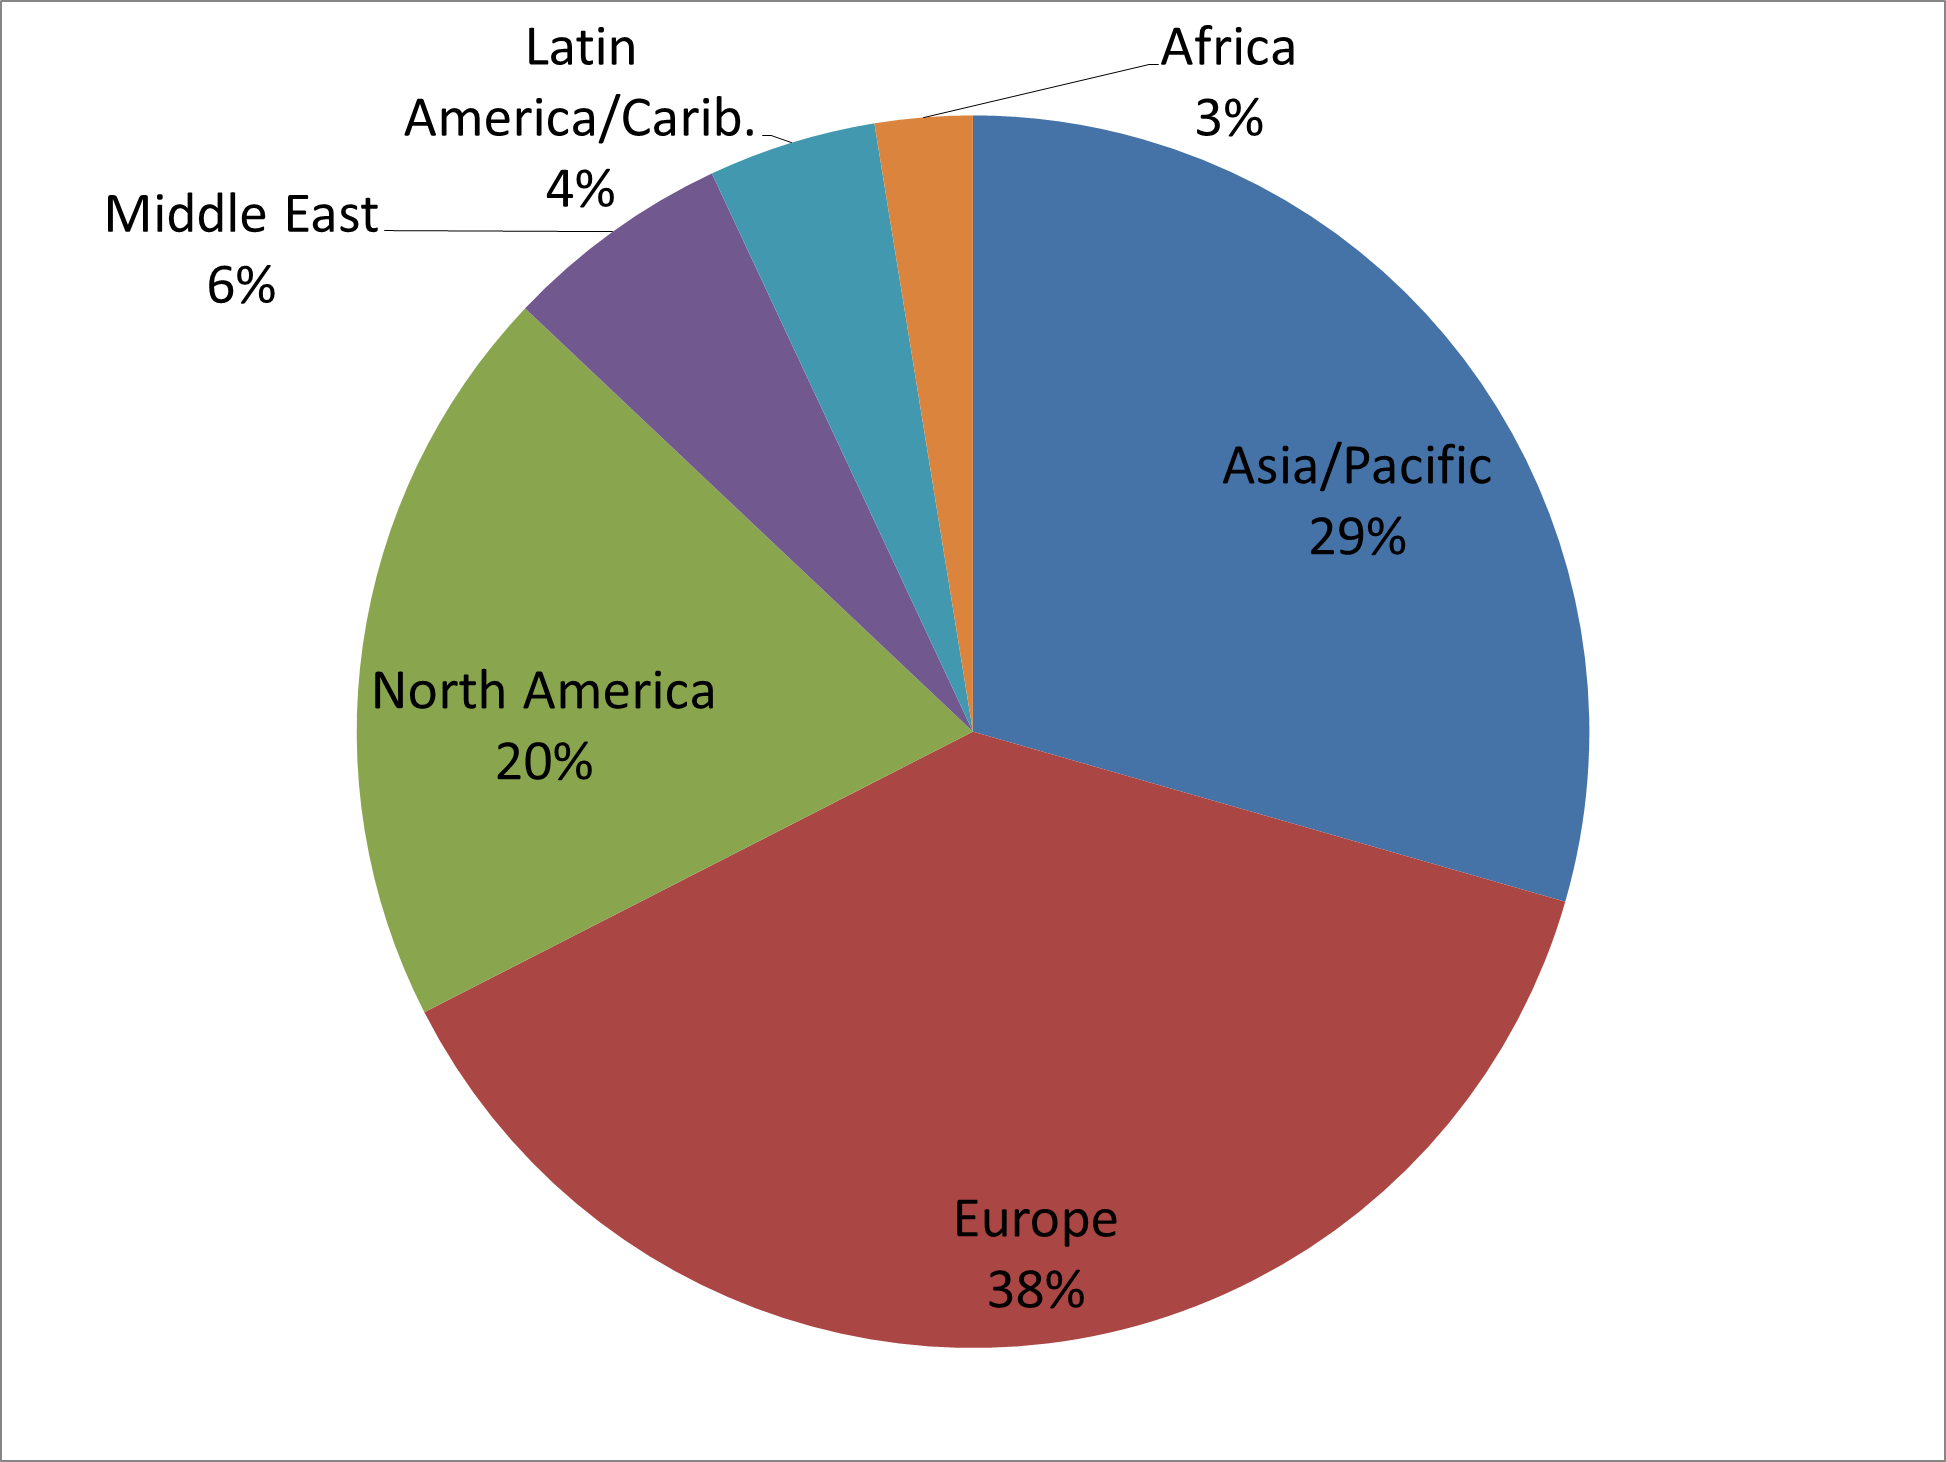 Latin
America/Carib.
4%
Africa
3%
Middle East
6%
Asia/Pacific
29%
North America
20%
Europe
38%